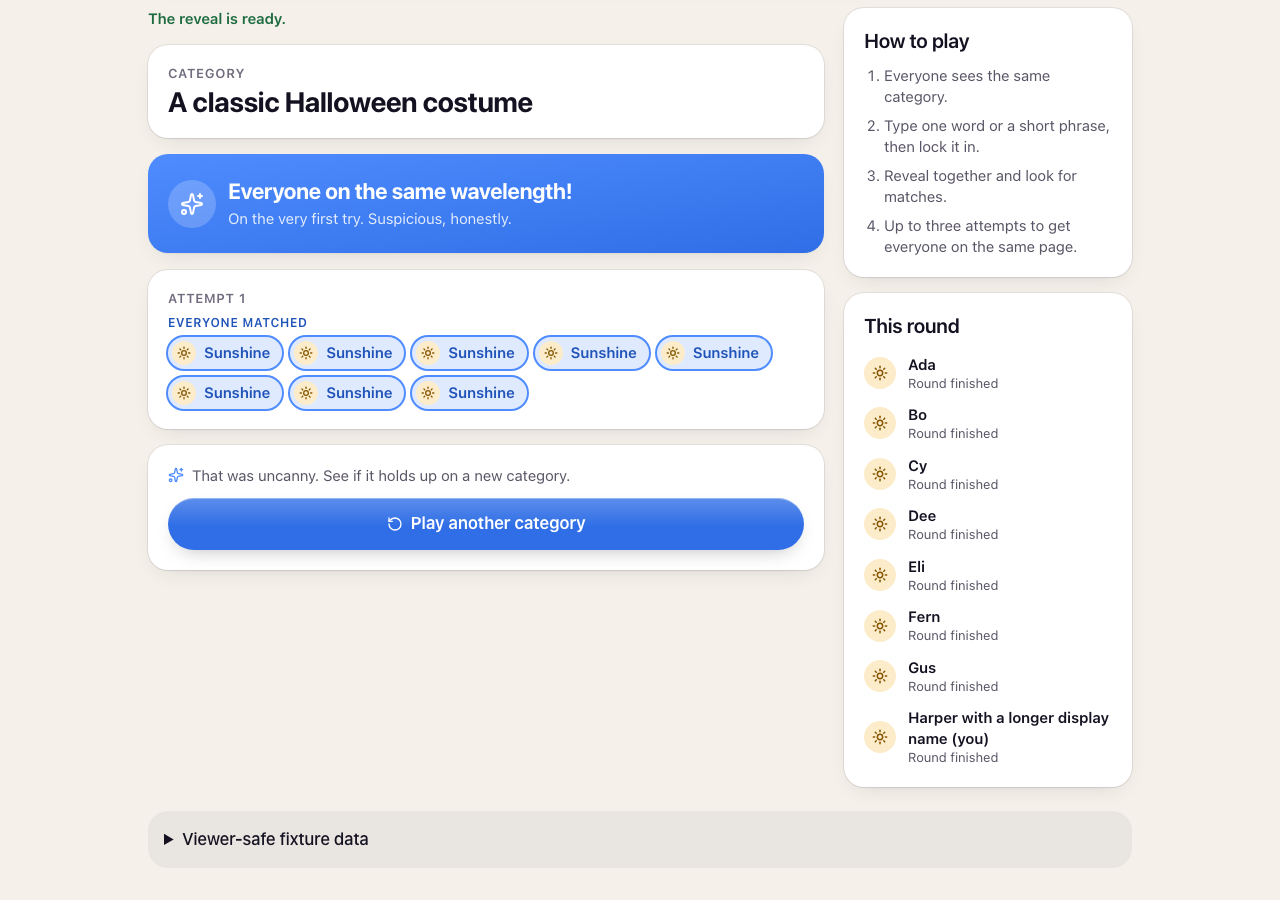 The reveal is ready.
CATEGORY
A classic Halloween costume
Everyone on the same wavelength!
On the very first try. Suspicious, honestly.
ATTEMPT 1
EVERYONE MATCHED
Sunshine Sunshine Sunshine Sunshine Sunshine
Sunshine Sunshine Sunshine
That was uncanny. See if it holds up on a new category.
Play another category
How to play
1. Everyone sees the same
category.
2. Type one word or a short phrase,
then lock it in.
3. Reveal together and look for
matches.
4. Up to three attempts to get
everyone on the same page.
This round
Ada
Round finished
Bo
Round finished
Cy
Round finished
Dee
Round finished
Eli
Round finished
Fern
Round finished
Gus
Round finished
Harper with a longer display
name (you)
Round finished
Viewer-safe fixture data